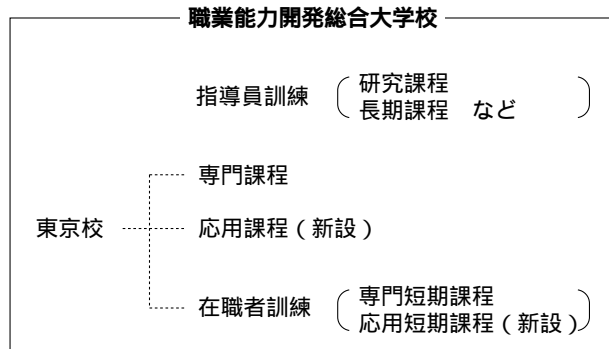 職業能力開発総合大学校
指導員訓練
研究課程
長期課程　など
専門課程
東京校
応用課程（新設）
在職者訓練
専門短期課程
応用短期課程（新設）